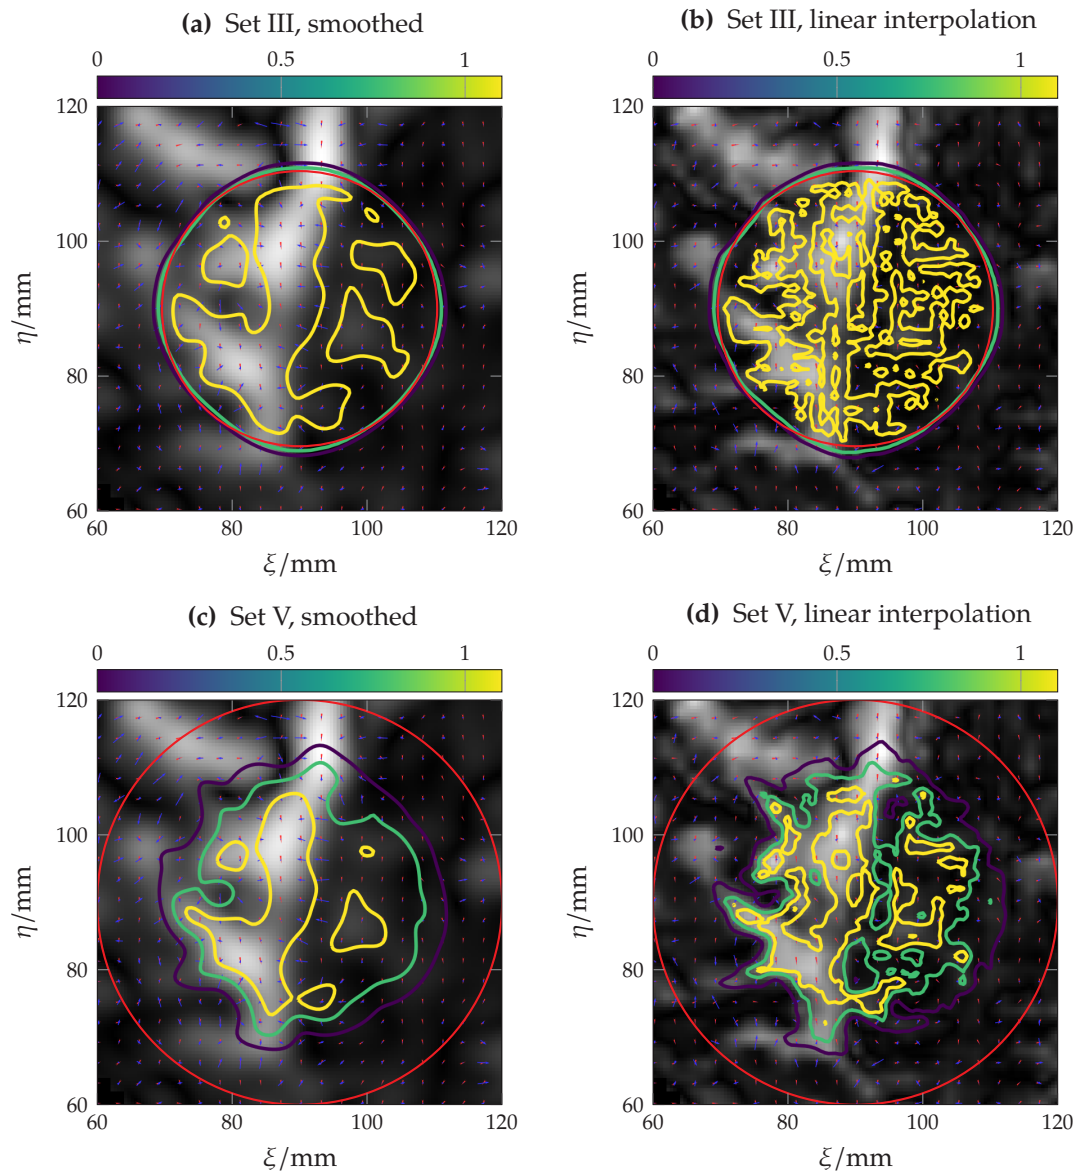 (a) Set III, smoothed
(b) Set III, linear interpolation
0 0.5 1
0 0.5 1
120
100
80
60
η/mm
60 80 100 120
ξ/mm
120
100
80
60
η/mm
60 80 100 120
ξ/mm
(c) Set V, smoothed
(d) Set V, linear interpolation
0 0.5 1
0 0.5 1
120
100
80
60
η/mm
60 80 100 120
ξ/mm
120
100
80
60
η/mm
60 80 100 120
ξ/mm